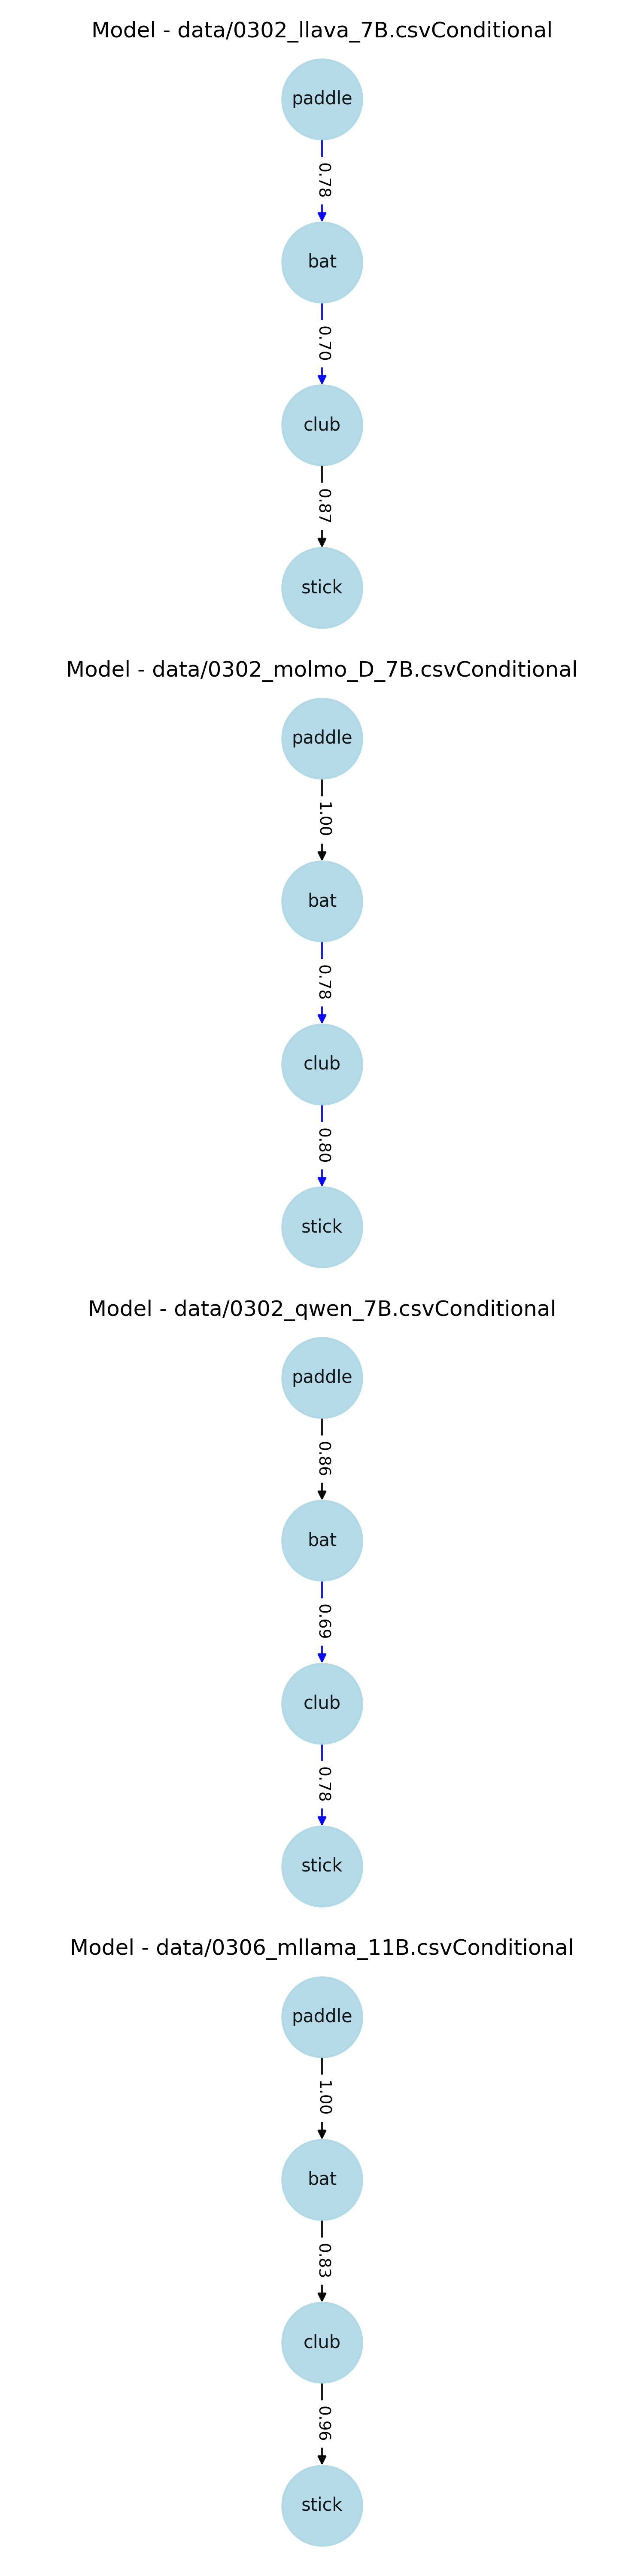 Model - data/0302_llava_7B.csvConditional
paddle
0.78
bat
0.70
club
0.87
stick
Model - data/0302_molmo_D_7B.csvConditional
paddle
1.00
bat
0.78
club
0.80
stick
Model - data/0302_qwen_7B.csvConditional
paddle
0.86
bat
0.69
club
0.78
stick
Model - data/0306_mllama_11B.csvConditional
paddle
1.00
bat
0.83
club
0.96
stick